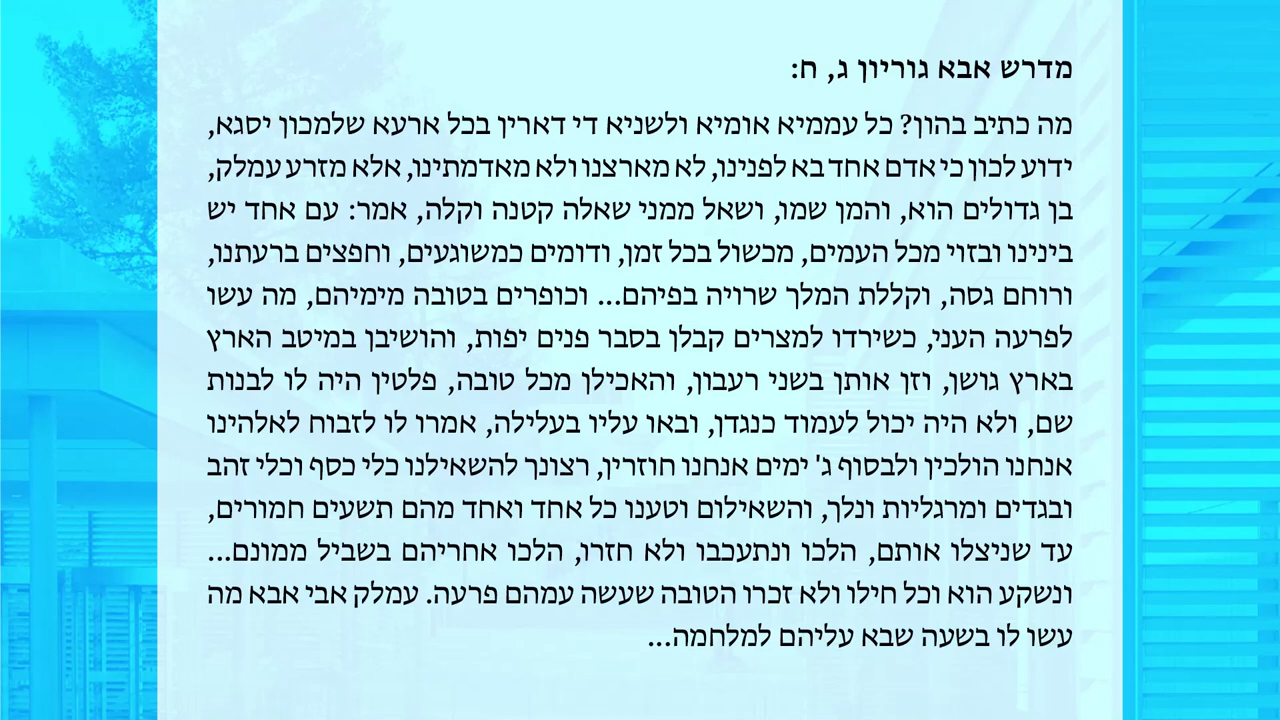 מדרש אבא גוריון ג, ח:
מה כתיב בהון? כל עממיא אומיא ולשניא די דארין בכל ארעא שלמכון יסגא,
ידוע לכון כי אדם אחד בא לפנינו, לא מארצנו ולא מאדמתינו, אלא מזרע עמלק,
בן גדולים הוא, והמן שמו, ושאל ממני שאלה קטנה וקלה, אמר: עם אחד יש
בינינו ובזוי מכל העמים, מכשול בכל זמן, ודומים כמשוגעים, וחפצים ברעתנו,
ורוחם גסה, וקללת המלך שרויה בפיהם... וכופרים בטובה מימיהם, מה עשו
לפרעה העני, כשירדו למצרים קבלן בסבר פנים יפות, והושיבן במיטב הארץ
בארץ גושן, וזן אותן בשני רעבון, והאכילן מכל טובה, פלטין היה לו לבנות
שם, ולא היה יכול לעמוד כנגדן, ובאו עליו בעלילה, אמרו לו לזבוח לאלהינו
אנחנו הולכין ולבסוף ג' ימים אנחנו חוזרין, רצונך להשאילנו כלי כסף וכלי זהב
ובגדים ומרגליות ונלך, והשאילום וטענו כל אחד ואחד מהם תשעים חמורים,
עד שניצלו אותם, הלכו ונתעכבו ולא חזרו, הלכו אחריהם בשביל ממונם...
ונשקע הוא וכל חילו ולא זכרו הטובה שעשה עמהם פרעה. עמלק אבי אבא מה
עשו לו בשעה שבא עליהם למלחמה...